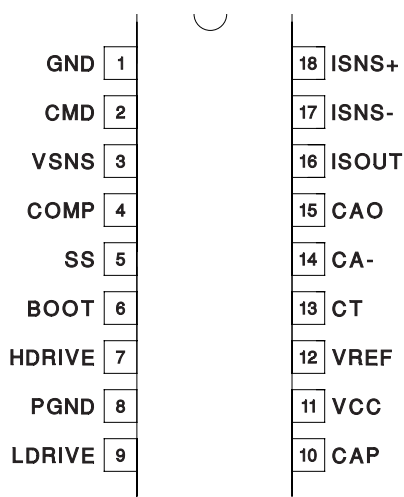 GND 1 18 ISNS+
CMD 2 17 ISNS-
VSNS 3 16 ISOUT
COMP 4 15 CAO
SS 5 14 CA-
BOOT 6 13 CT
HDRIVE 7 12 VREF
PGND 8 11 VCC
LDRIVE 9 10 CAP